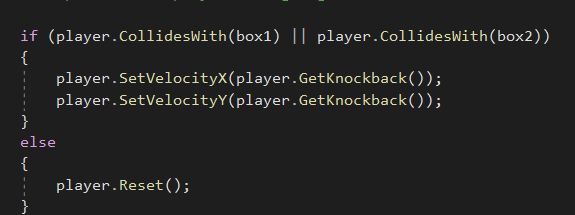 if (player.CollidesWith(box1) || player.CollidesWith(box2))
{
player.SetVelocityX(player.GetKnockback());
player.SetVelocityY(player.GetKnockback());
}
else
{
player.Reset();
}